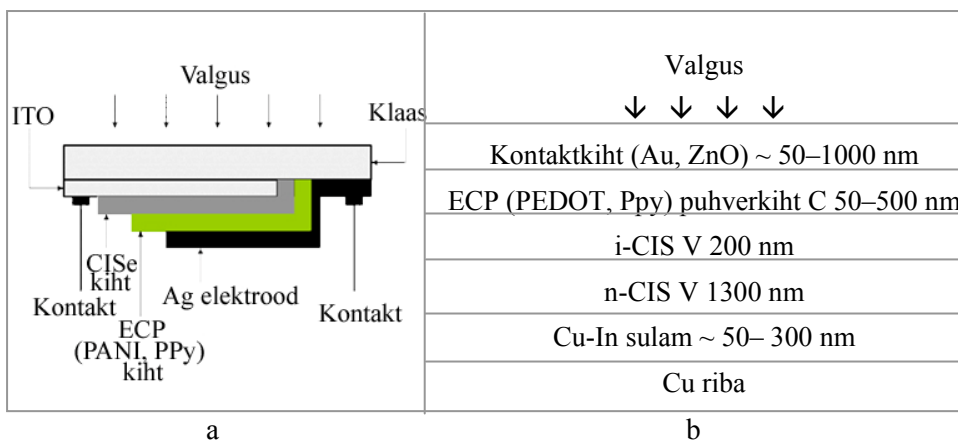 Valgus
ITO
Klaas
CISe
kiht
Kontakt
Ag elektrood
Kontakt
ECP
(PANI, PPy)
kiht
a
Valgus
Kontaktkiht (Au, ZnO) ~ 50–1000 nm
ECP (PEDOT, Ppy) puhverkiht C 50–500 nm
i-CIS V 200 nm
n-CIS V 1300 nm
Cu-In sulam ~ 50– 300 nm
Cu riba
b